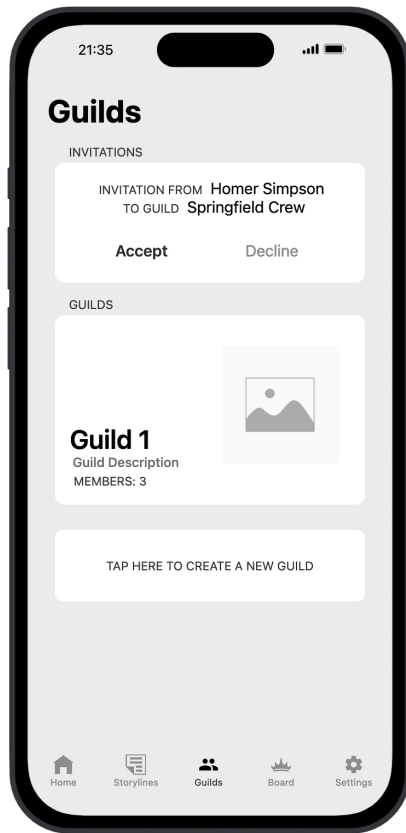 21:35
Guilds
INVITATIONS
INVITATION FROM Homer Simpson
TO GUILD Springfield Crew
Accept Decline
GUILDS
Guild 1
Guild Description
MEMBERS: 3
TAP HERE TO CREATE A NEW GUILD
Home Storylines Guilds Board Settings